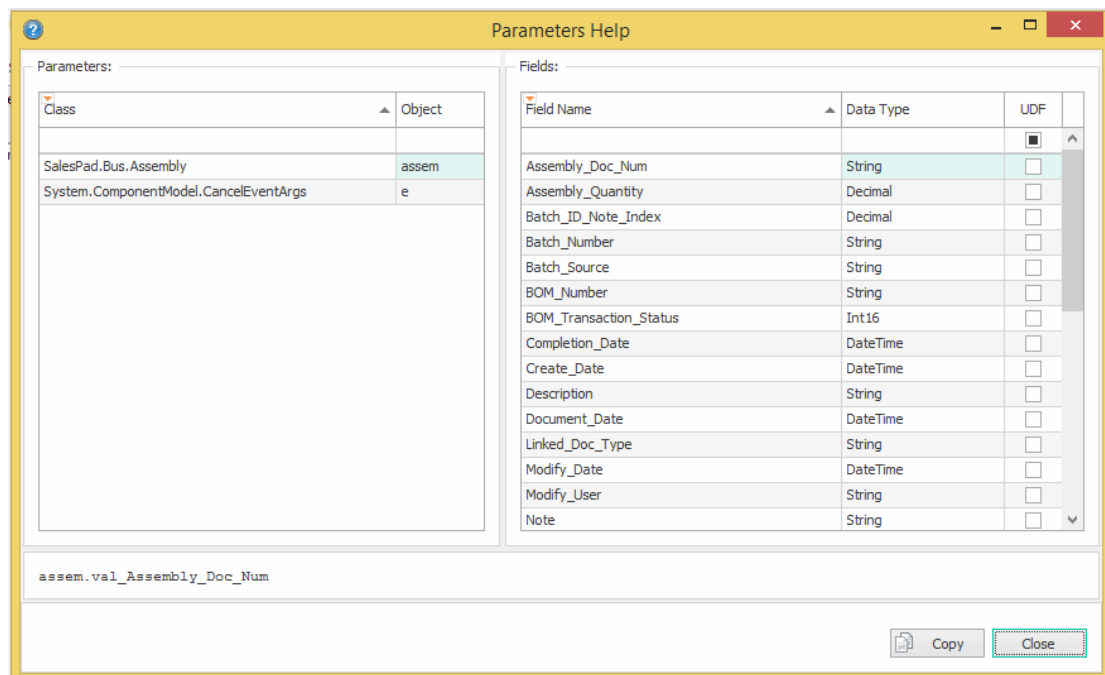 Parameters Help
Parameters:
Class Object
SalesPad.Bus.Assembly assem
System.ComponentModel.CancelEventArgs e
Fields:
Field Name Data Type UDF
Assembly_Doc_Num String
Assembly_Quantity Decimal
Batch_ID_Note_Index Decimal
Batch_Number String
Batch_Source String
BOM_Number String
BOM_Transaction_Status Int16
Completion_Date DateTime
Create_Date DateTime
Description String
Document_Date DateTime
Linked_Doc_Type String
Modify_Date DateTime
Modify_User String
Note String
assem.val_Assembly_Doc_Num
Copy Close